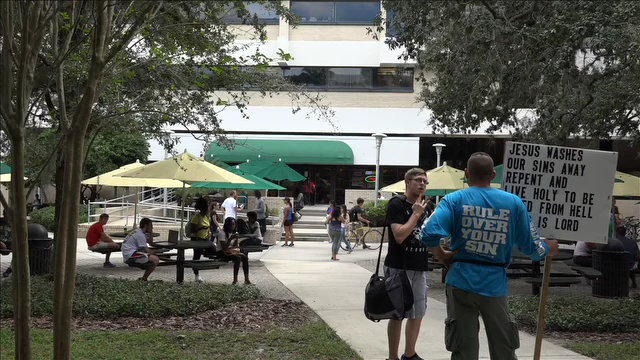 JESUS WASHES
OUR SINS AWAY
REPENT AND
LIVE HOLY TO BE
FROM HELL
IS LORD
RULE
OVER
YOUR
SIN